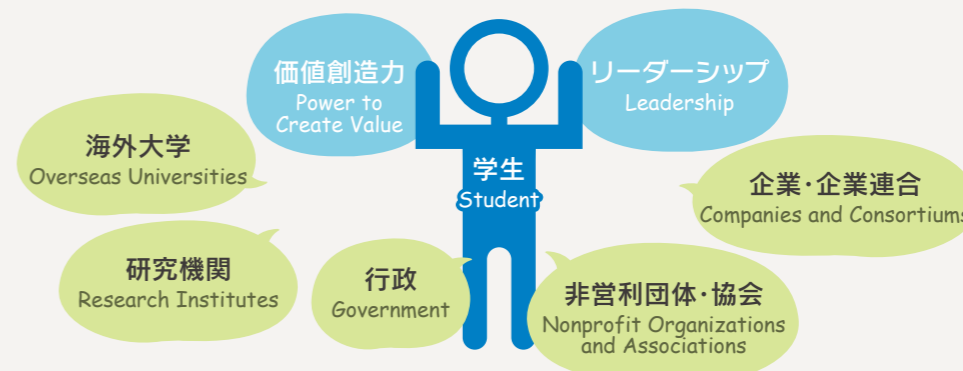 価値創造力
Power to
Create Value
リーダーシップ
Leadership
海外大学
Overseas Universities
学生
Student
企業・企業連合
Companies and Consortiums
研究機関
Research Institutes
行政
Government
非営利団体・協会
Nonprofit Organizations
and Associations